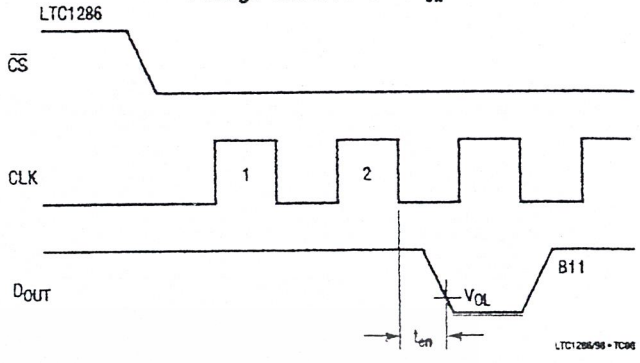 LTC1286
CS
CLK
1
2
DOUT
B11
VOL
ten
LTC1286/98 • TC06